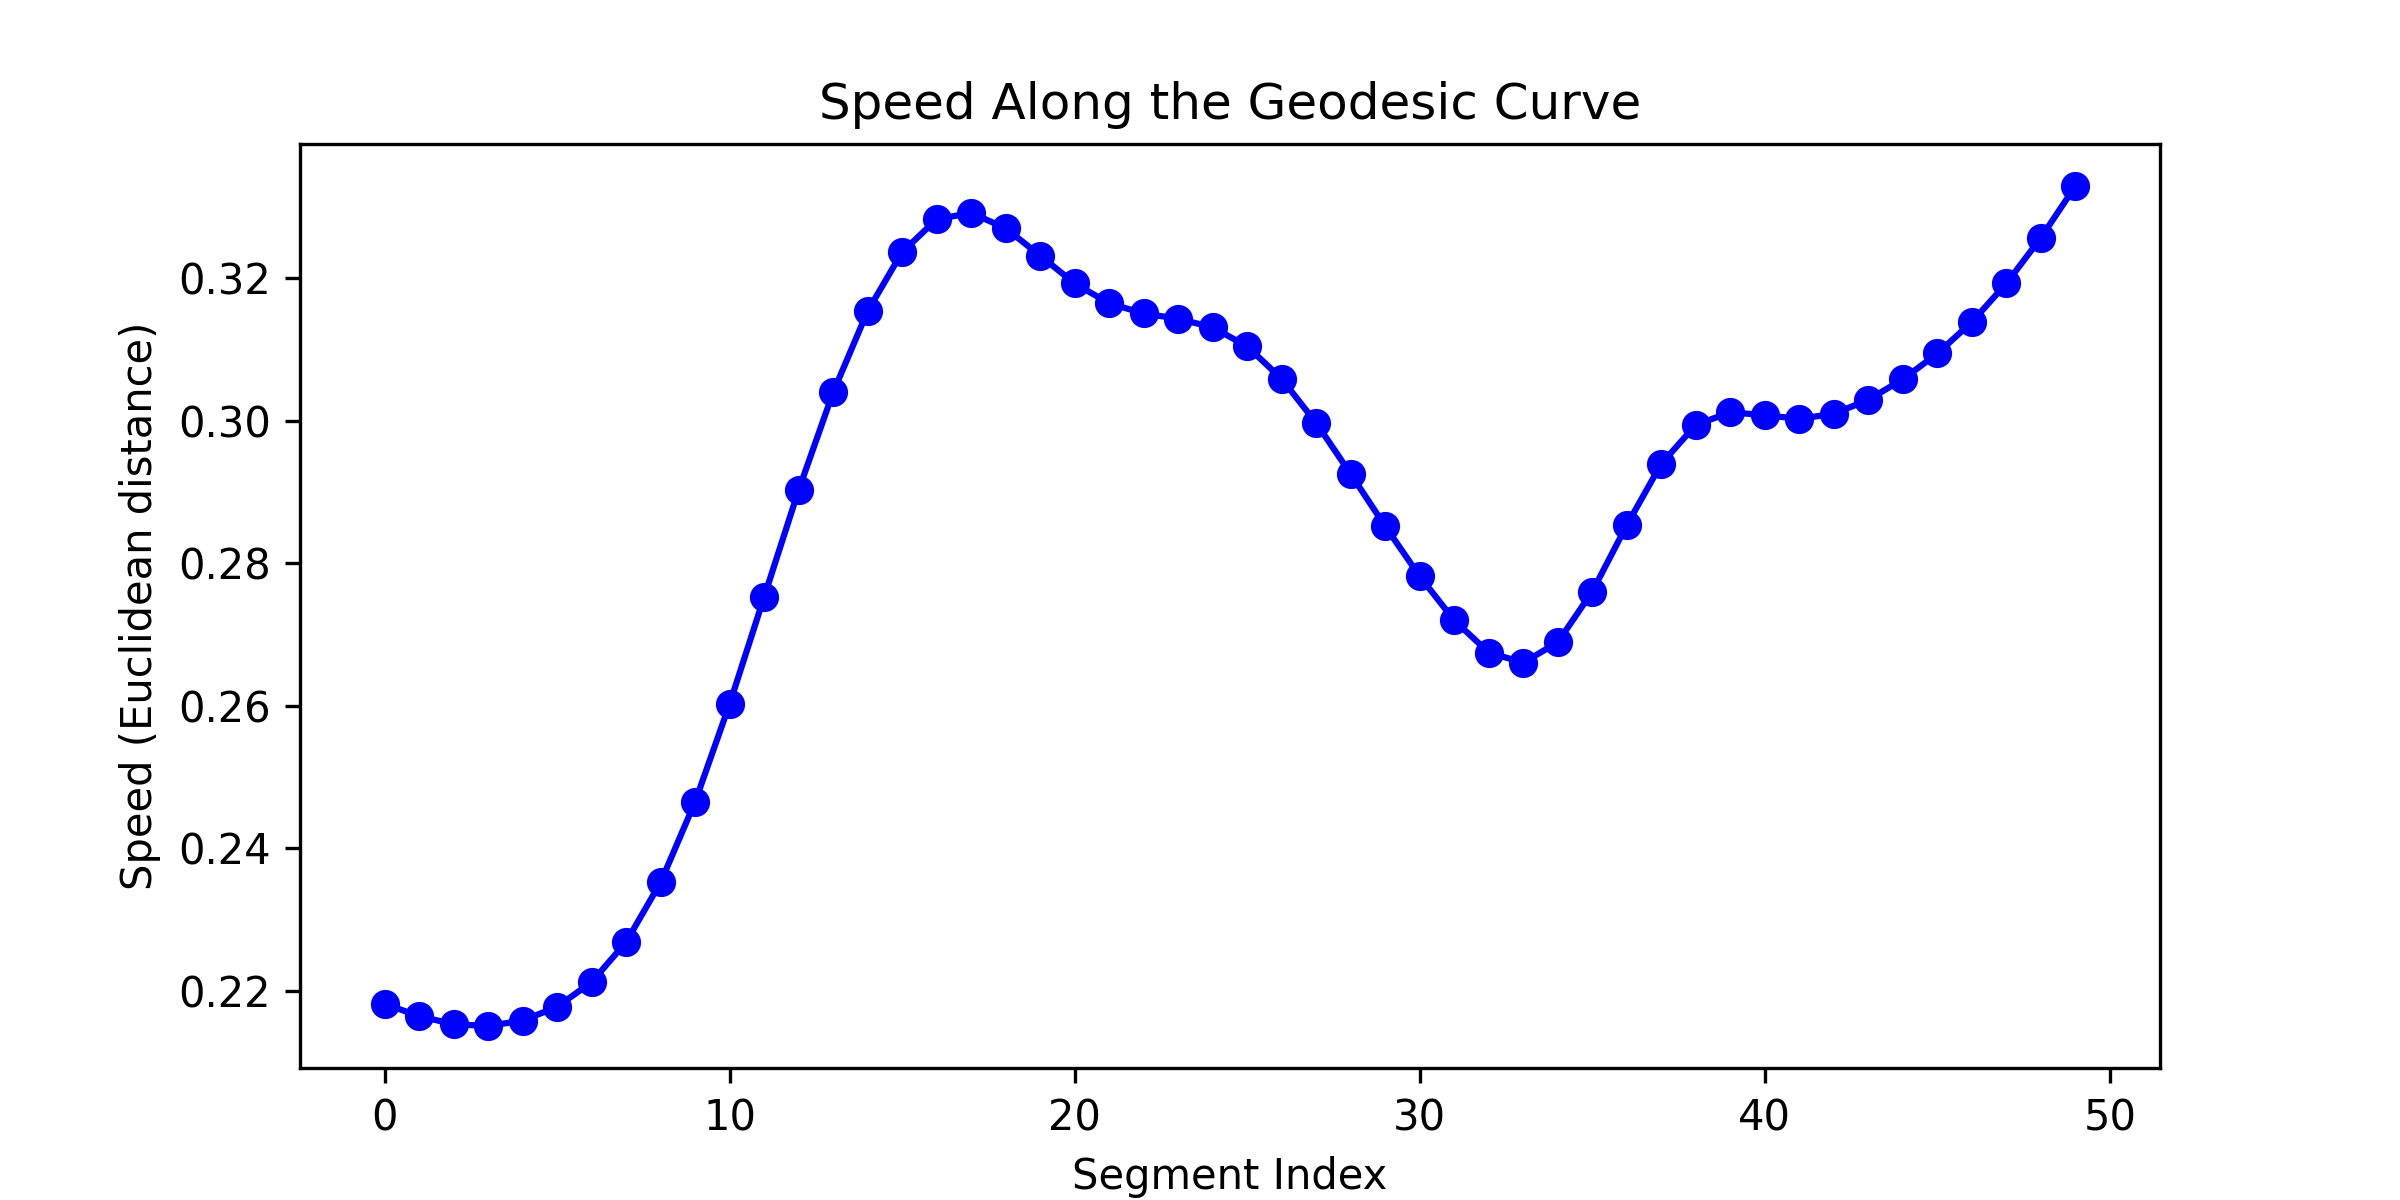 Speed Along the Geodesic Curve
Speed (Euclidean distance)
0.32
0.30
0.28
0.26
0.24
0.22
0 10 20 30 40 50
Segment Index